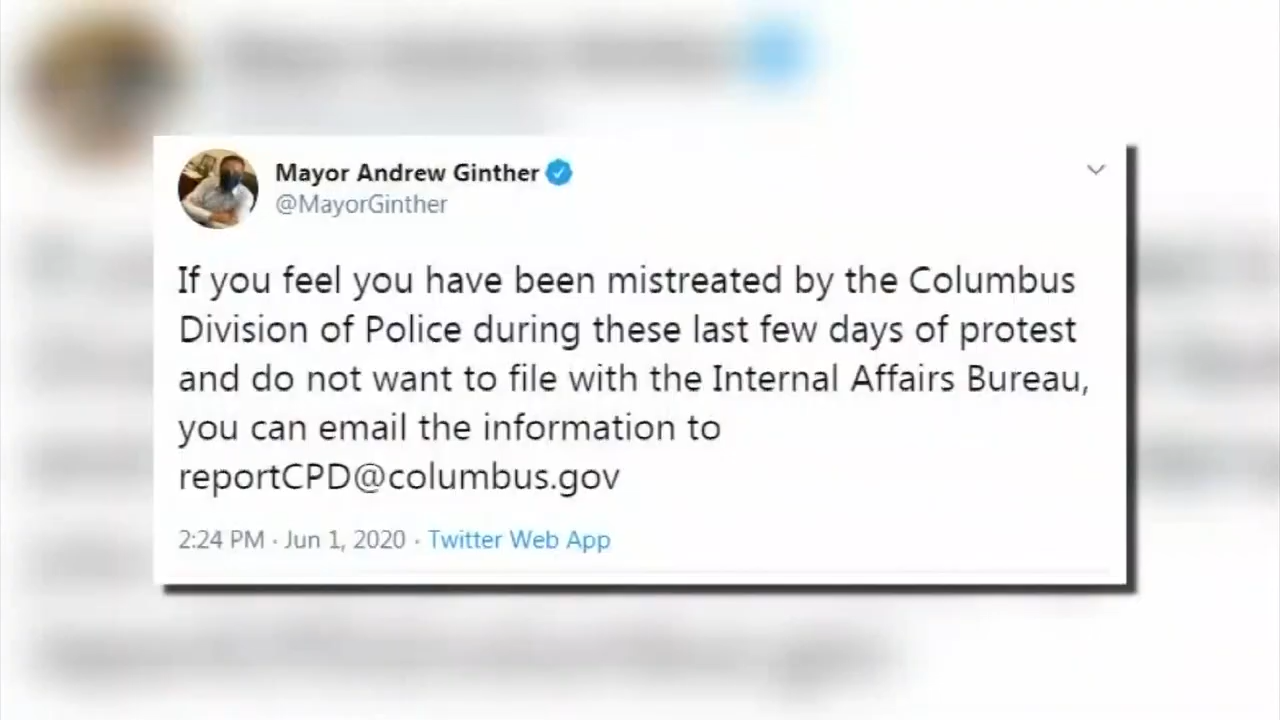 Mayor Andrew Ginther
@MayorGinther
If you feel you have been mistreated by the Columbus
Division of Police during these last few days of protest
and do not want to file with the Internal Affairs Bureau,
you can email the information to
reportCPD@columbus.gov
2:24 PM · Jun 1, 2020 · Twitter Web App